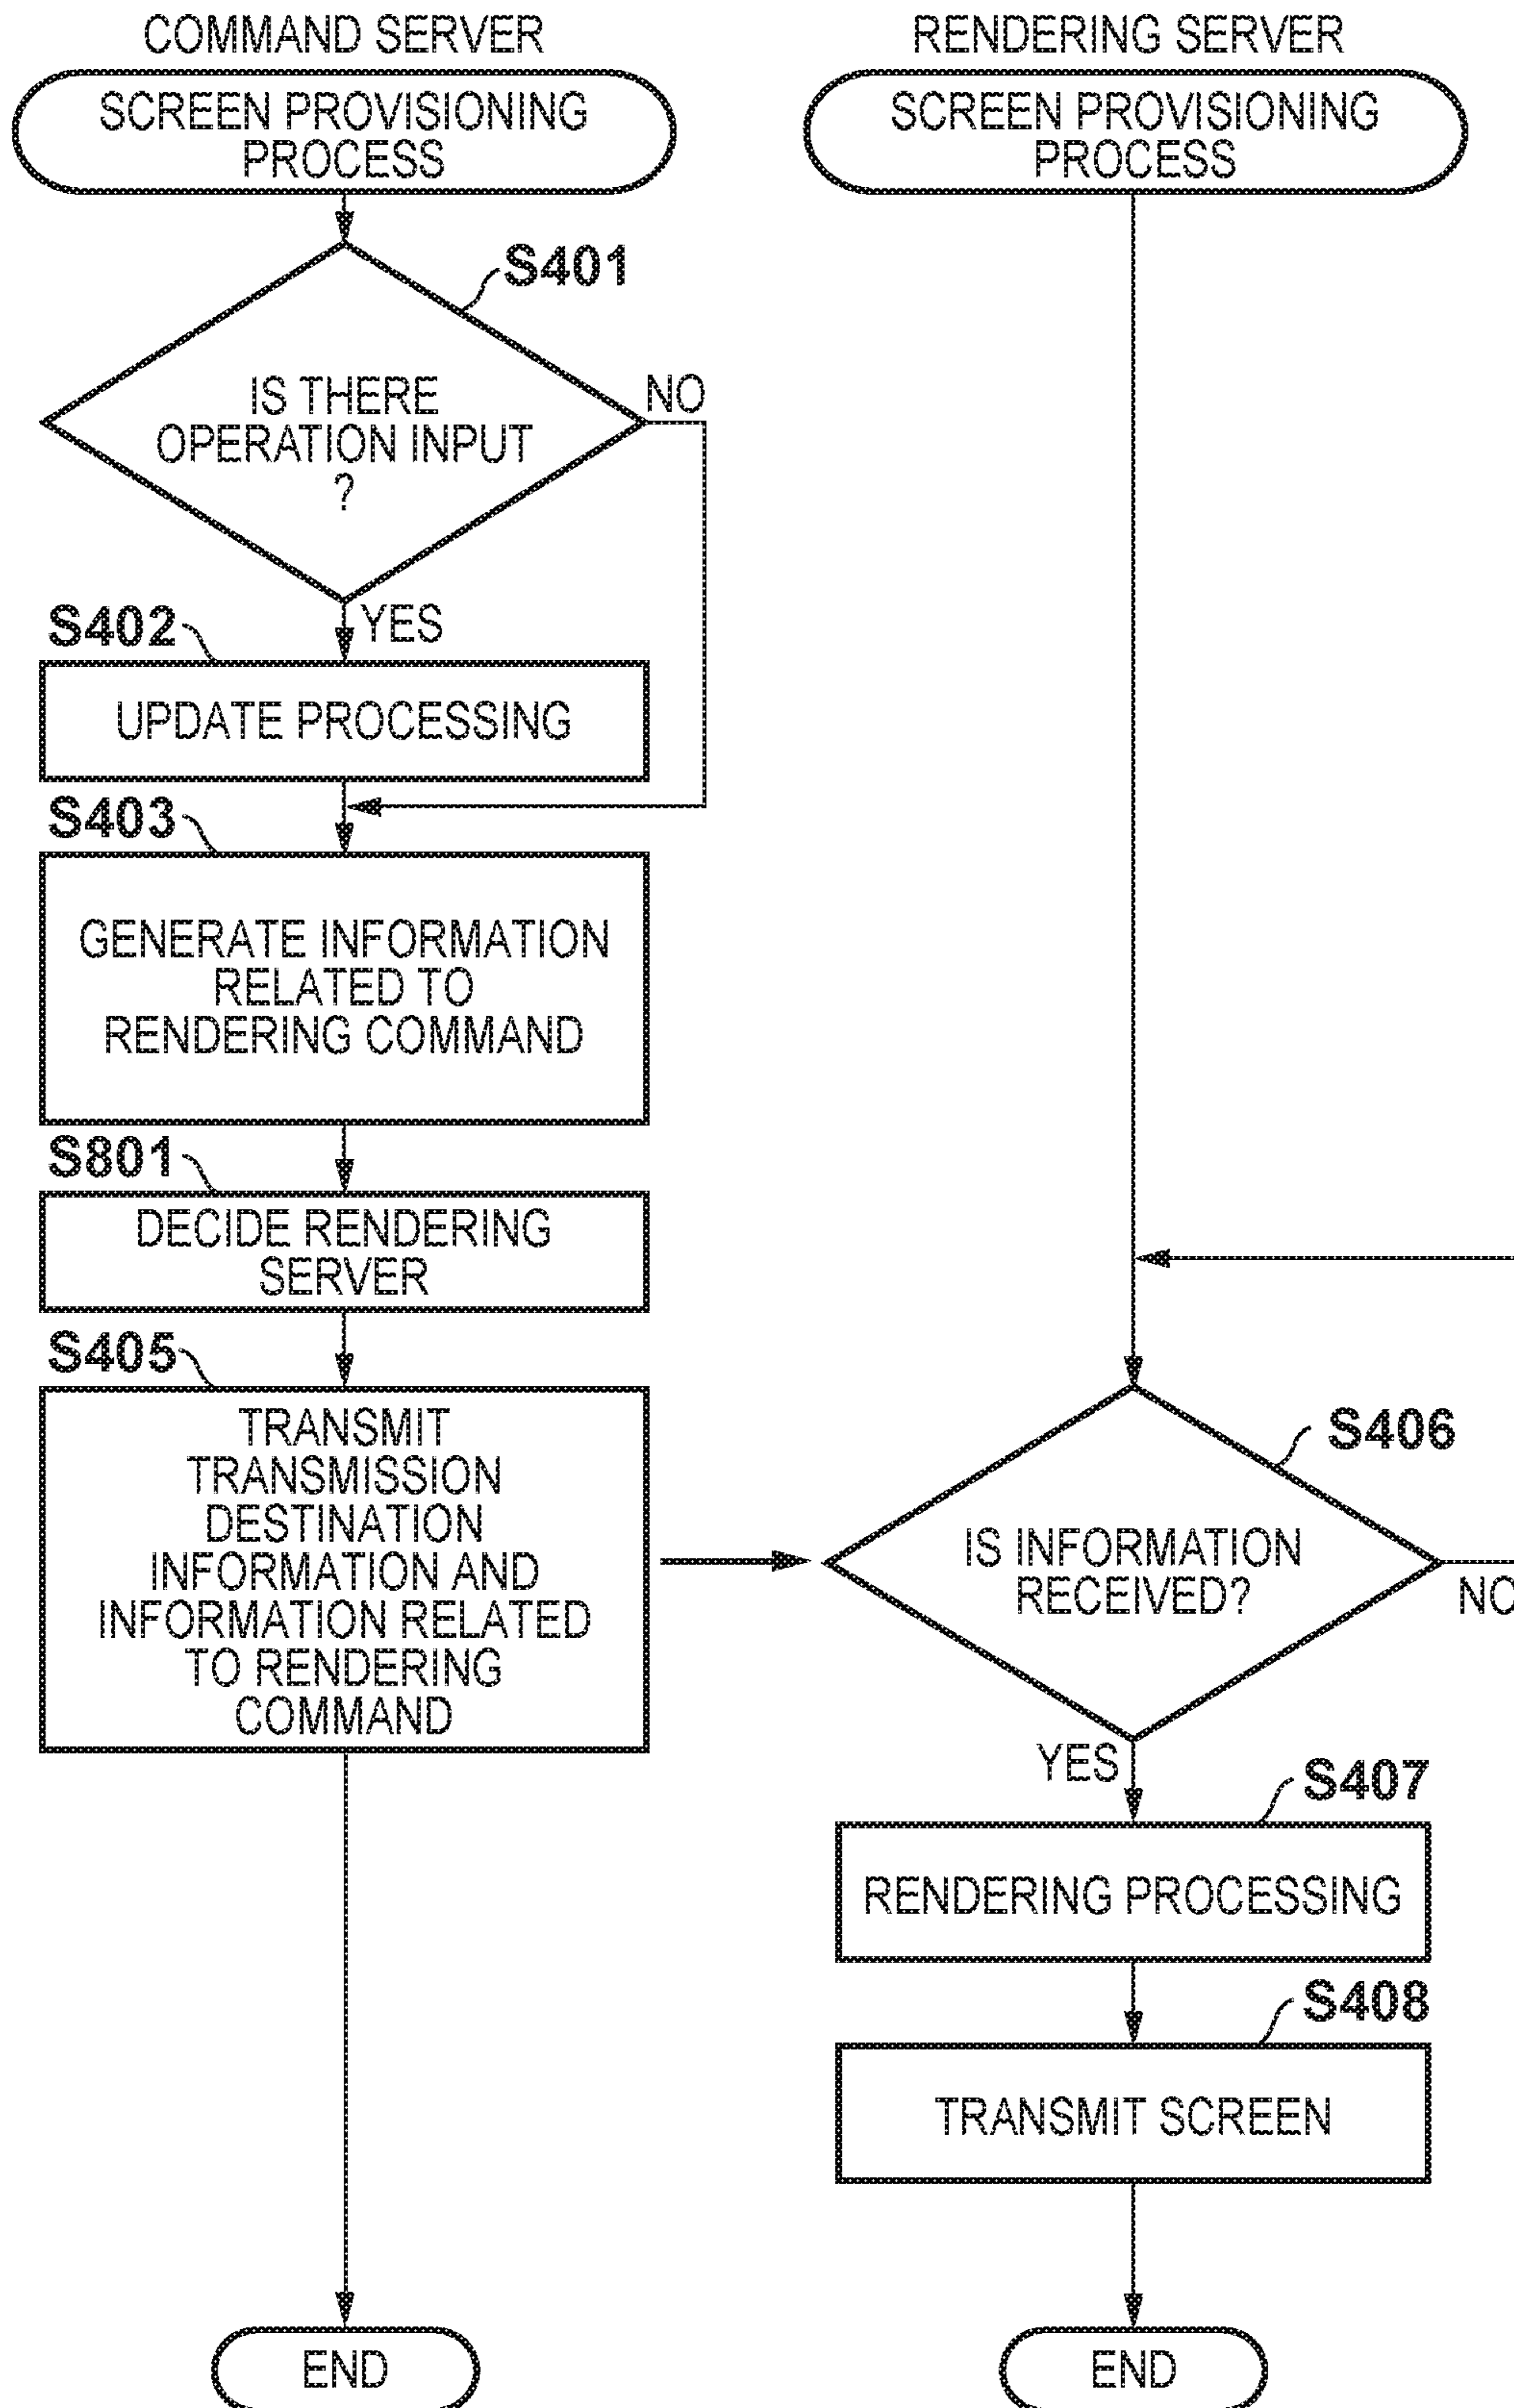 COMMAND SERVER
SCREEN PROVISIONING
PROCESS
S401
IS THERE
OPERATION INPUT
?
NO
YES
S402
UPDATE PROCESSING
S403
GENERATE INFORMATION
RELATED TO
RENDERING COMMAND
S801
DECIDE RENDERING
SERVER
S405
TRANSMIT
TRANSMISSION
DESTINATION
INFORMATION AND
INFORMATION RELATED
TO RENDERING
COMMAND
END
RENDERING SERVER
SCREEN PROVISIONING
PROCESS
S406
IS INFORMATION
RECEIVED?
NO
YES
S407
RENDERING PROCESSING
S408
TRANSMIT SCREEN
END